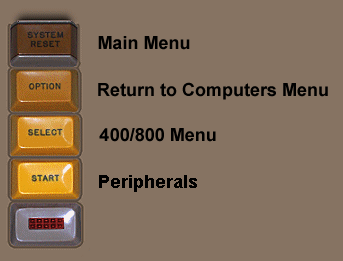 SYSTEM
RESET
Main Menu
OPTION
Return to Computers Menu
SELECT
400/800 Menu
START
Peripherals